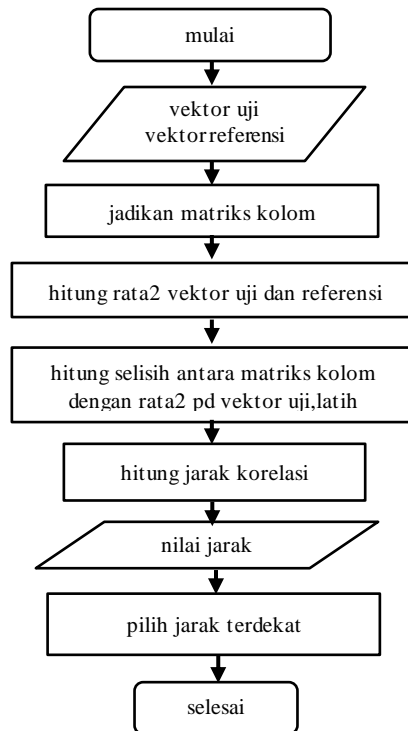 mulai
vektor uji
vektor referensi
jadikan matriks kolom
hitung rata2 vektor uji dan referensi
hitung selisih antara matriks kolom
dengan rata2 pd vektor uji,latih
hitung jarak korelasi
nilai jarak
pilih jarak terdekat
selesai